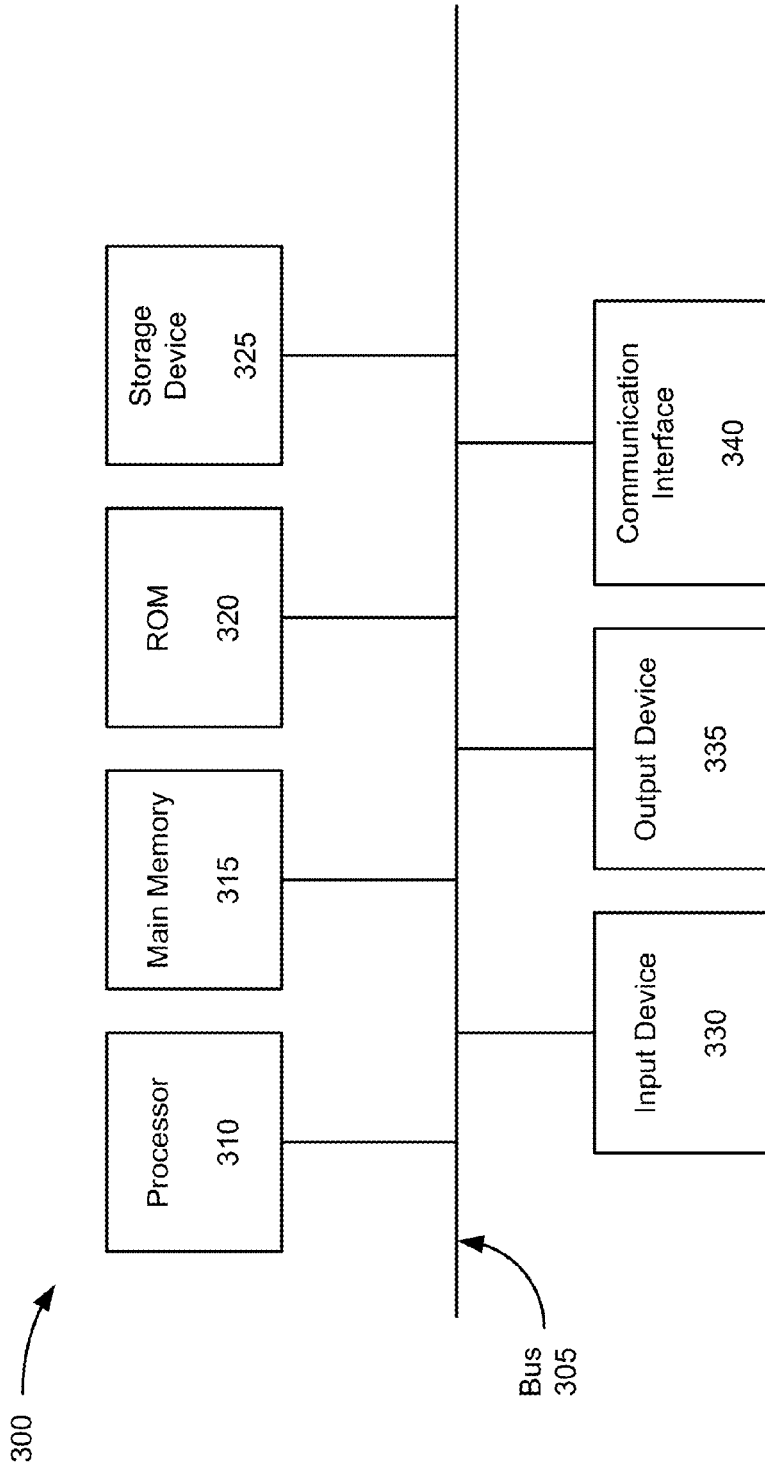 300
Processor
310
Main Memory
315
ROM
320
Storage
Device
325
Bus
305
Input Device
330
Output Device
335
Communication
Interface
340